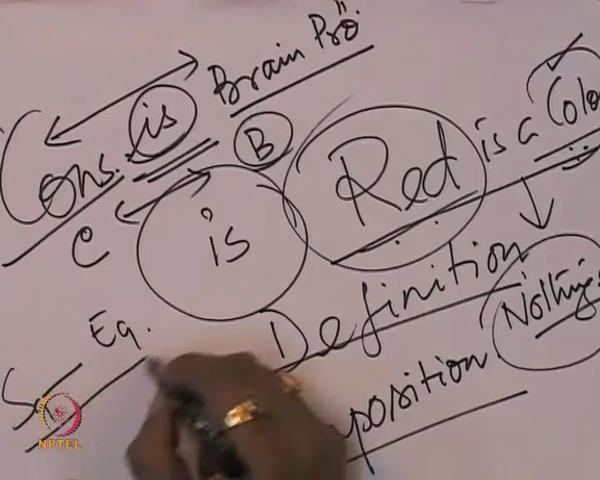 Cons. is Brain Pro"
C is B
Red is a Colo
Definition
Eq.
position
Nothing
NPTEL